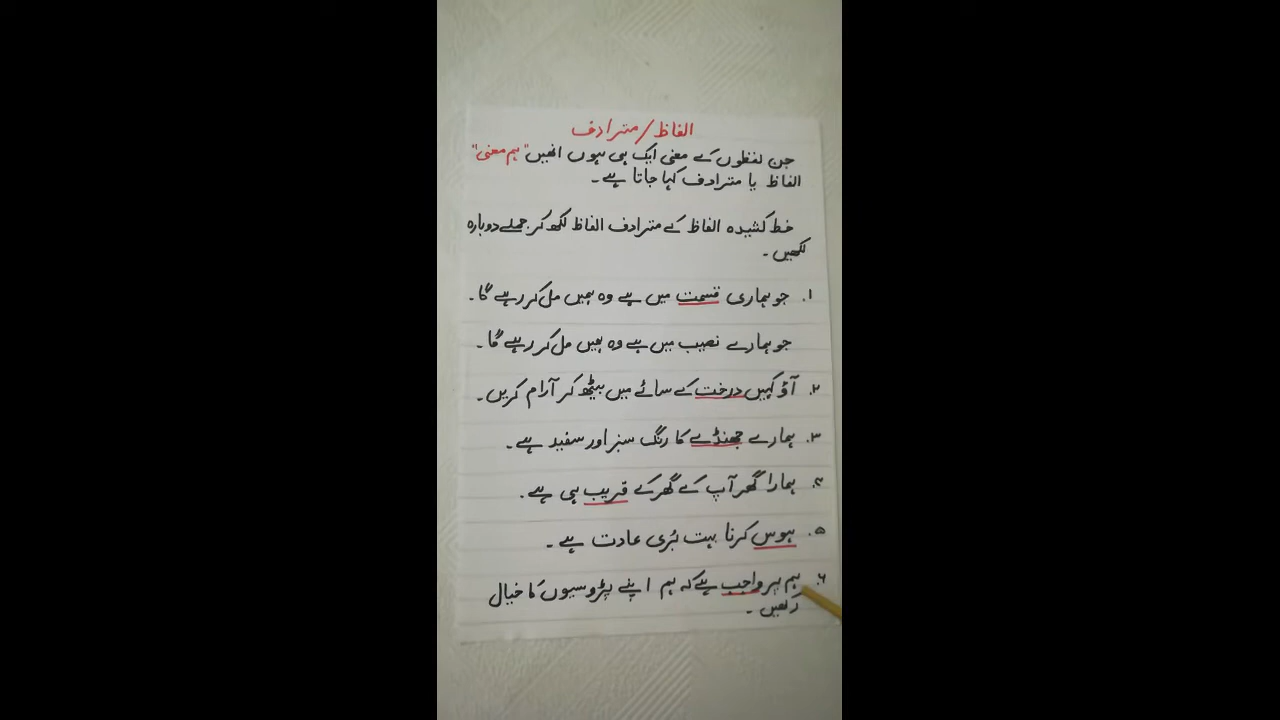 الفاظ/مترادف
جن لفظوں کے معنی ایک ہی ہوں انھیں "ہم معنی"
الفاظ یا مترادف کہا جاتا ہے۔
خط کشیدہ الفاظ کے مترادف الفاظ لکھ کر جملے دوبارہ
لکھیں۔
۱. جو ہماری قسمت میں ہے وہ ہمیں مل کر رہے گا۔
جو ہمارے نصیب میں ہے وہ ہمیں مل کر رہے گا۔
۲. آؤ کہیں درخت کے سائے میں بیٹھ کر آرام کریں۔
۳. ہمارے جھنڈے کا رنگ سبز اور سفید ہے۔
۴. ہمارا گھر آپ کے گھر کے قریب ہی ہے۔
۵. ہوس کرنا بہت بُری عادت ہے۔
۶. ہم پر واجب ہے کہ ہم اپنے پڑوسیوں کا خیال
رکھیں۔